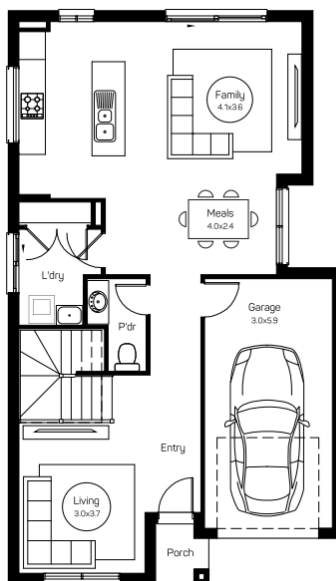 Family
4.1x3.6
Meals
4.0x2.4
L'dry
P'dr
Garage
3.0x5.9
Entry
Living
3.0x3.7
Porch